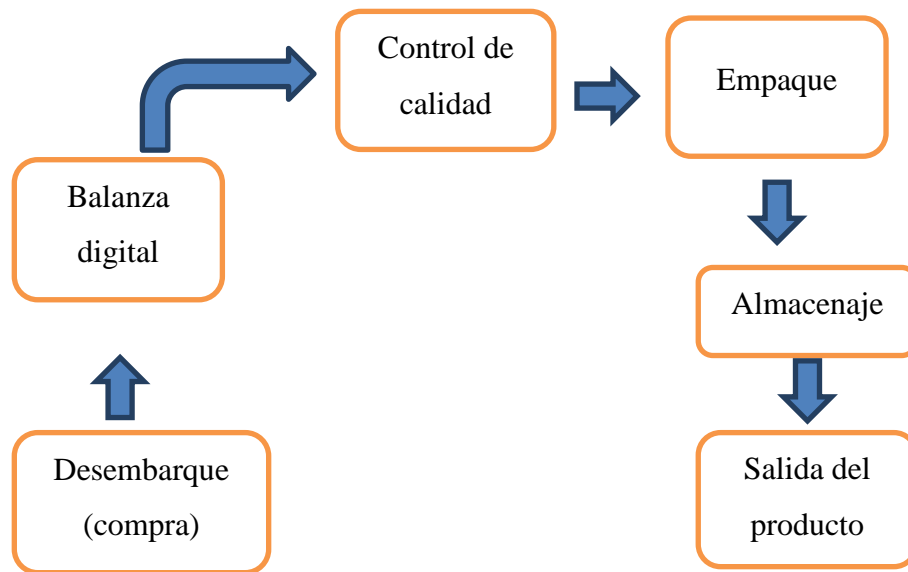 Control de
calidad
Empaque
Balanza
digital
Almacenaje
Desembarque
(compra)
Salida del
producto